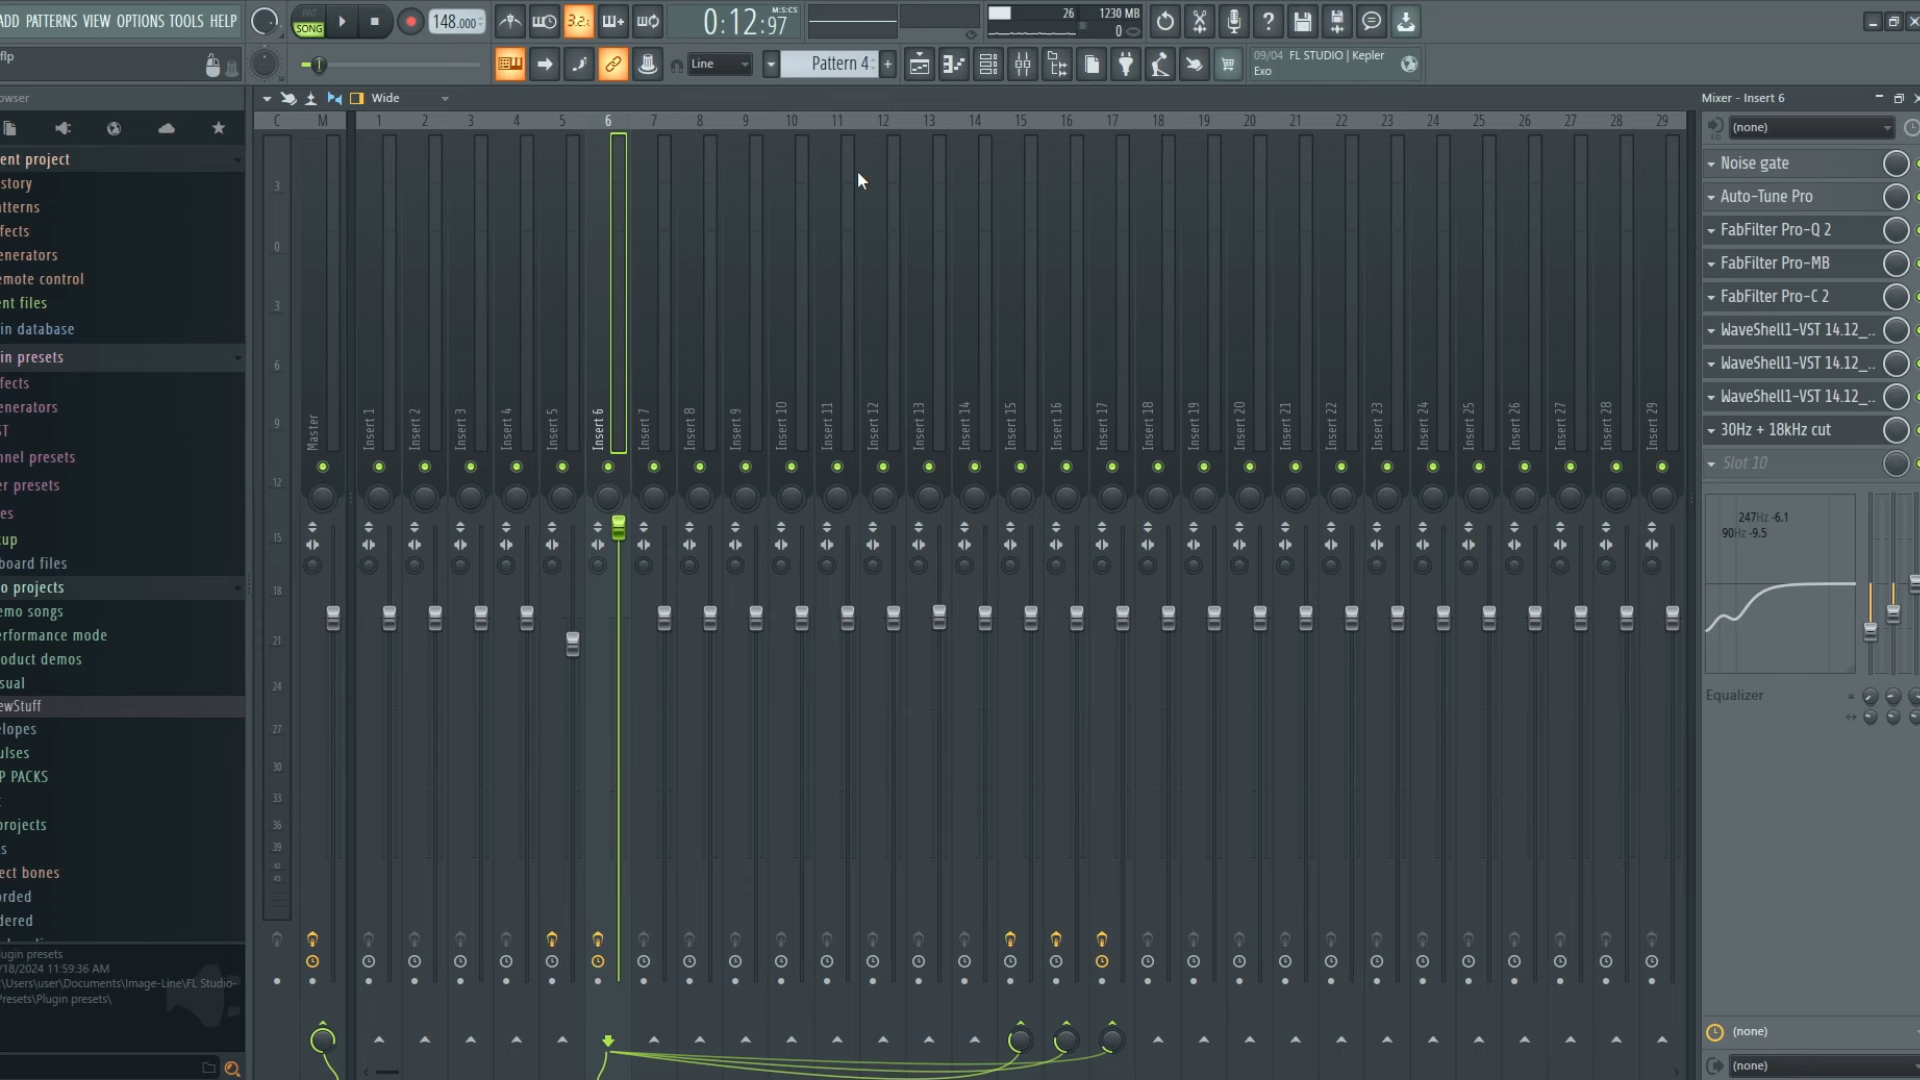 ADD PATTERNS VIEW OPTIONS TOOLS HELP
PAT
SONG
148.000
3.2.
0:12:97
M:S:CS
26
1230 MB
0
flp
Line
Pattern 4
09/04 FL STUDIO | Kepler
Exo
owser
Wide
Mixer - Insert 6
C M 1 2 3 4 5 6 7 8 9 10 11 12 13 14 15 16 17 18 19 20 21 22 23 24 25 26 27 28 29
ent project
story
tterns
fects
enerators
emote control
ent files
in database
in presets
fects
enerators
ST
nnel presets
er presets
es
cup
board files
o projects
emo songs
erformance mode
oduct demos
sual
ewStuff
elopes
ulses
P PACKS
t
projects
s
ect bones
orded
dered
ugin presets
/18/2024 11:59:36 AM
:\Users\user\Documents\Image-Line\FL Studio-
Presets\Plugin presets\
3
0
3
6
9
12
15
18
21
24
27
30
33
36
39
Master
Insert 1
Insert 2
Insert 3
Insert 4
Insert 5
Insert 6
Insert 7
Insert 8
Insert 9
Insert 10
Insert 11
Insert 12
Insert 13
Insert 14
Insert 15
Insert 16
Insert 17
Insert 18
Insert 19
Insert 20
Insert 21
Insert 22
Insert 23
Insert 24
Insert 25
Insert 26
Insert 27
Insert 28
Insert 29
(none)
Noise gate
Auto-Tune Pro
FabFilter Pro-Q 2
FabFilter Pro-MB
FabFilter Pro-C 2
WaveShell1-VST 14.12_..
WaveShell1-VST 14.12_..
WaveShell1-VST 14.12_..
30Hz + 18kHz cut
Slot 10
247Hz -6.1
90Hz -9.5
Equalizer
(none)
(none)